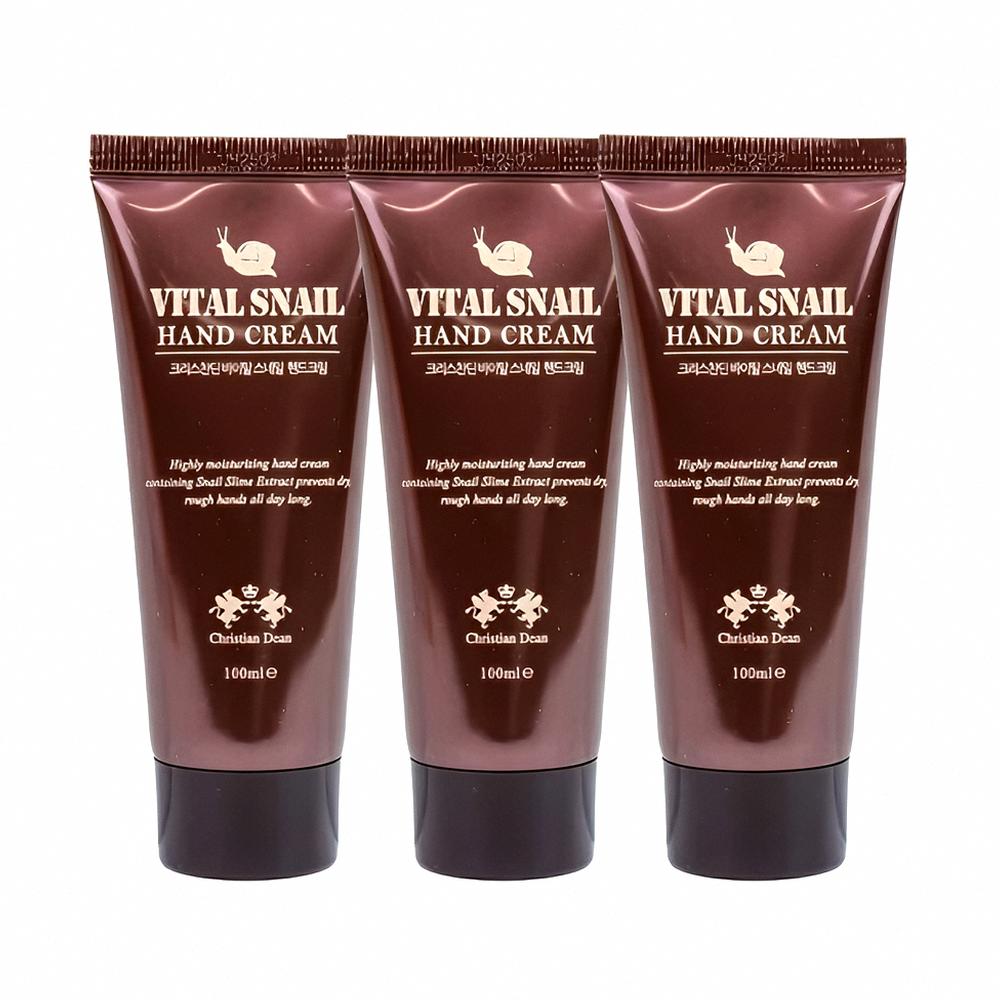 VITAL SNAIL
HAND CREAM
크리스찬딘 바이탈 스네일 핸드크림
Highly moisturizing hand cream
containing Snail Slime Extract prevents dry,
rough hands all day long.
Christian Dean
100ml e
VITAL SNAIL
HAND CREAM
크리스찬딘 바이탈 스네일 핸드크림
Highly moisturizing hand cream
containing Snail Slime Extract prevents dry,
rough hands all day long.
Christian Dean
100ml e
VITAL SNAIL
HAND CREAM
크리스찬딘 바이탈 스네일 핸드크림
Highly moisturizing hand cream
containing Snail Slime Extract prevents dry,
rough hands all day long.
Christian Dean
100ml e